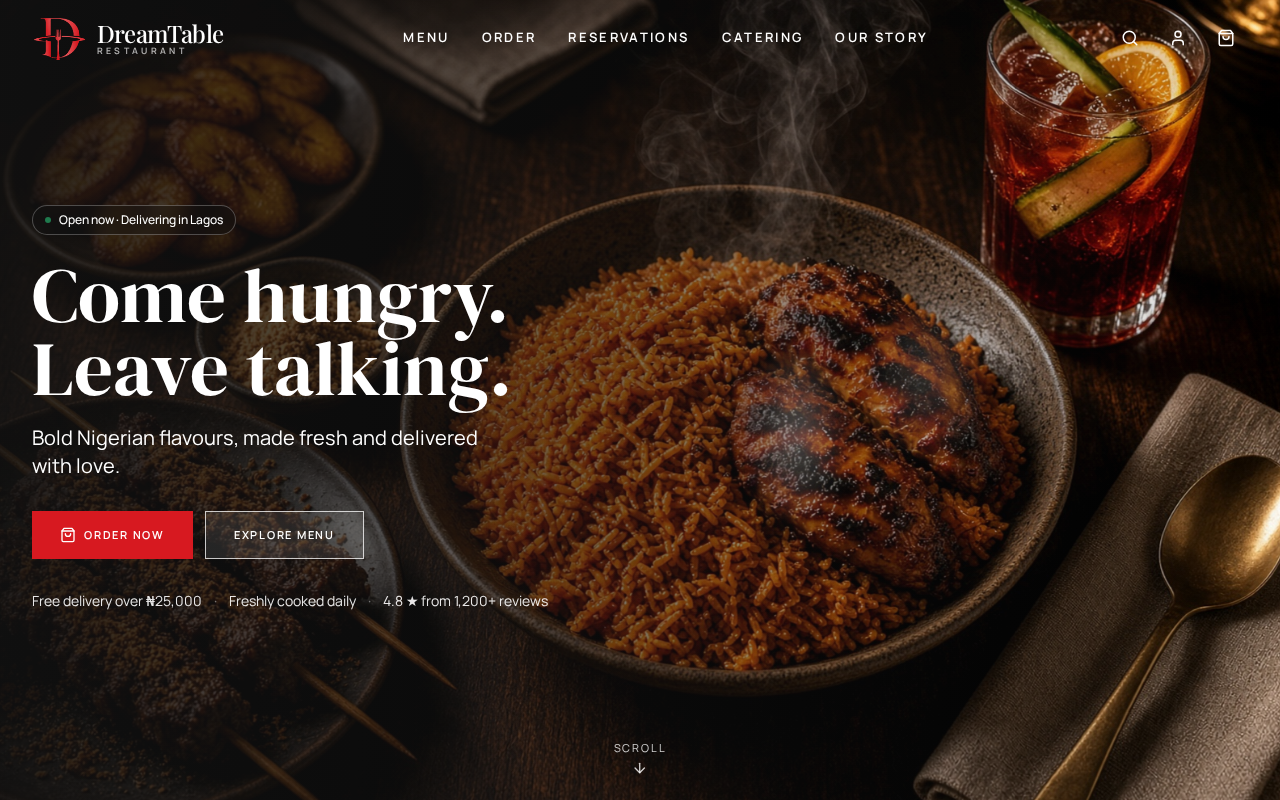 DreamTable
RESTAURANT
MENU ORDER RESERVATIONS CATERING OUR STORY
Open now · Delivering in Lagos
Come hungry.
Leave talking.
Bold Nigerian flavours, made fresh and delivered
with love.
ORDER NOW
EXPLORE MENU
Free delivery over ₦25,000 · Freshly cooked daily · 4.8 ★ from 1,200+ reviews
SCROLL